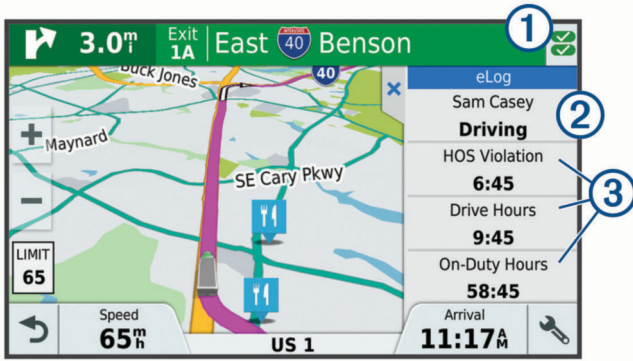 3.0 mi
Exit 1A
East 40 Benson
INTERSTATE
1
Buck Jones
40
Maynard
SE Cary Pkwy
LIMIT
65
eLog
Sam Casey
Driving
2
HOS Violation
6:45
3
Drive Hours
9:45
On-Duty Hours
58:45
Speed
65 mh
US 1
Arrival
11:17 AM